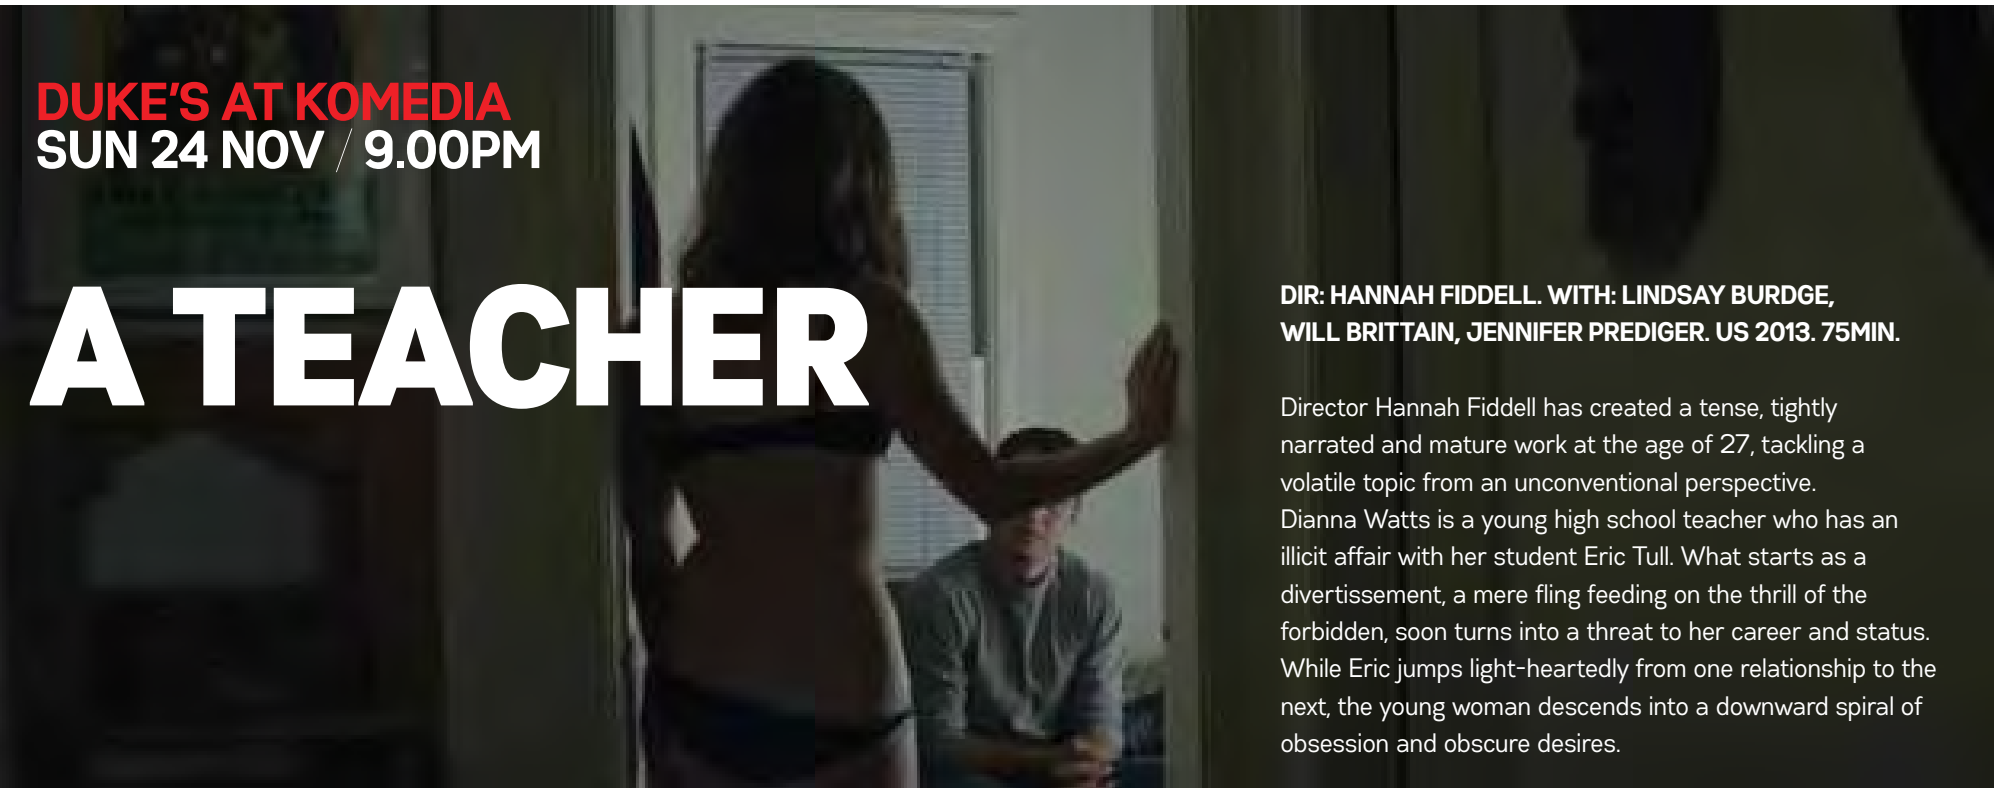 DUKE'S AT KOMEDIA
SUN 24 NOV / 9.00PM
A TEACHER
DIR: HANNAH FIDDELL. WITH: LINDSAY BURDGE,
WILL BRITTAIN, JENNIFER PREDIGER. US 2013. 75MIN.
Director Hannah Fiddell has created a tense, tightly
narrated and mature work at the age of 27, tackling a
volatile topic from an unconventional perspective.
Dianna Watts is a young high school teacher who has an
illicit affair with her student Eric Tull. What starts as a
divertissement, a mere fling feeding on the thrill of the
forbidden, soon turns into a threat to her career and status.
While Eric jumps light-heartedly from one relationship to the
next, the young woman descends into a downward spiral of
obsession and obscure desires.